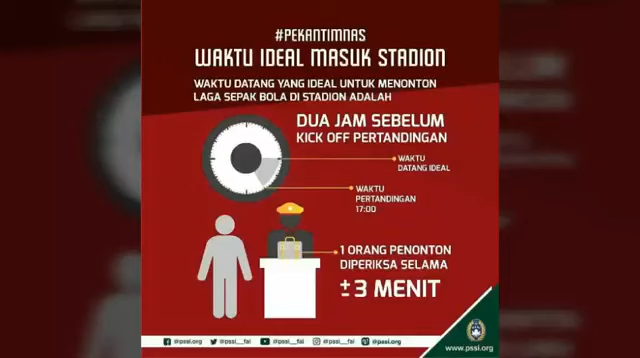 #PEKANTIMNAS
WAKTU IDEAL MASUK STADION
WAKTU DATANG YANG IDEAL UNTUK MENONTON
LAGA SEPAK BOLA DI STADION ADALAH
DUA JAM SEBELUM
KICK OFF PERTANDINGAN
WAKTU
DATANG IDEAL
WAKTU
PERTANDINGAN
17:00
1 ORANG PENONTON
DIPERIKSA SELAMA
± 3 MENIT
@pssi.org @pssi__fai @pssi.org @pssi__fai @pssi.org
www.pssi.org